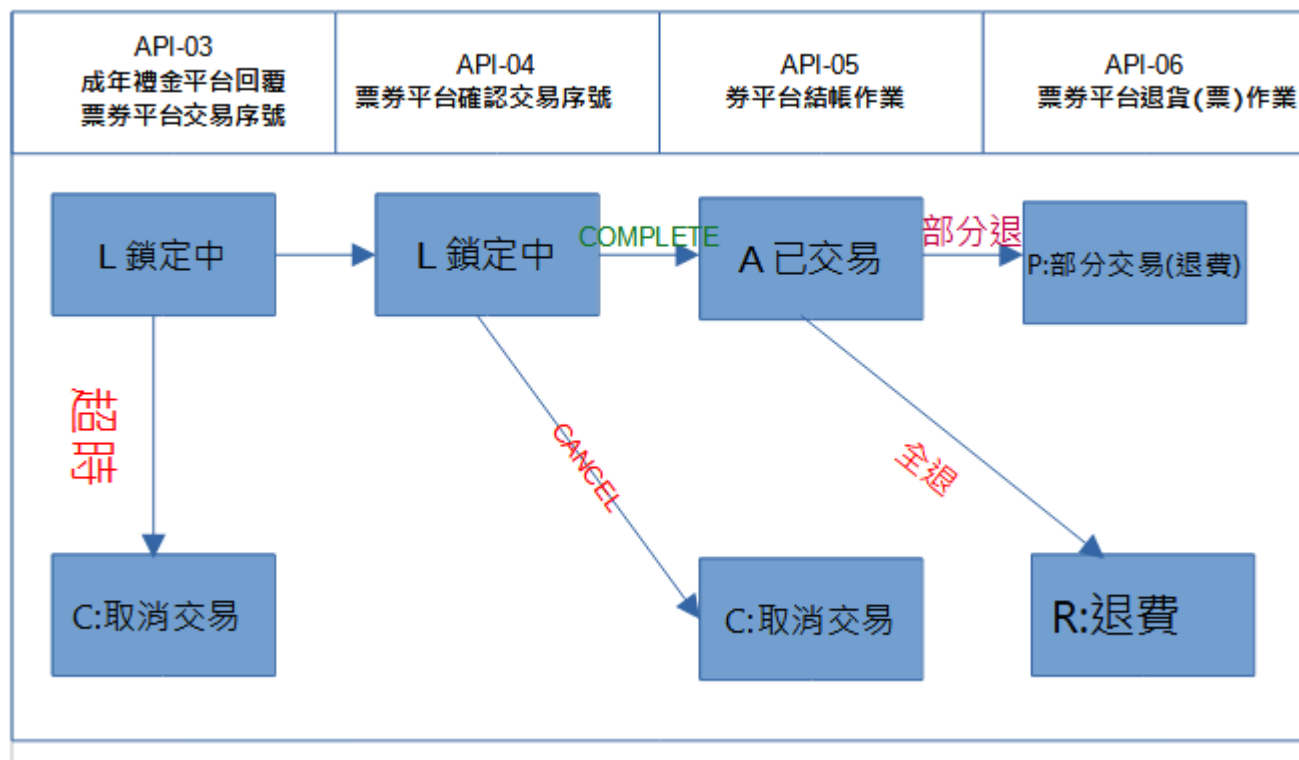 API-03
成年禮金平台回覆
票券平台交易序號
API-04
票券平台確認交易序號
API-05
券平台結帳作業
API-06
票券平台退貨(票)作業
L 鎖定中
L 鎖定中
COMPLETE
A 已交易
部分退
P:部分交易(退費)
超時
CANCEL
全退
C:取消交易
C:取消交易
R:退費